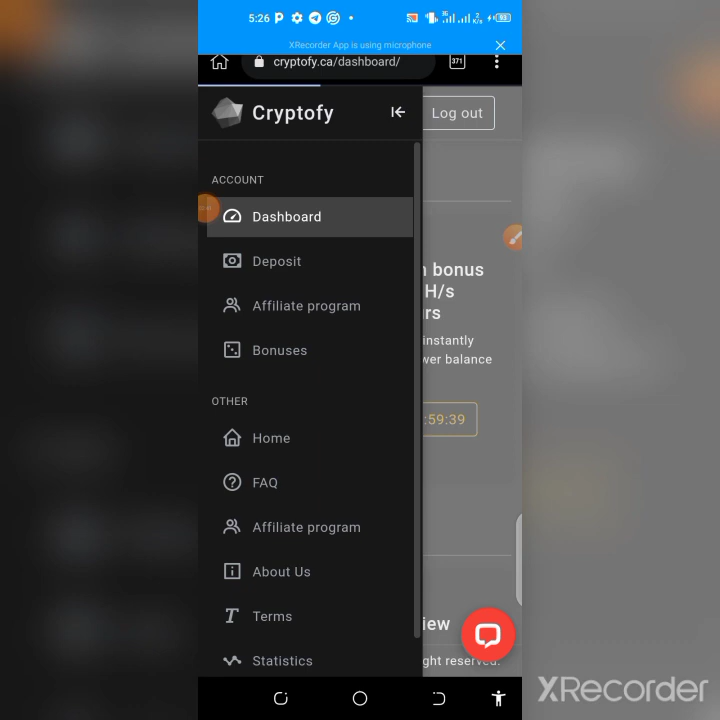 5:26
XRecorder App is using microphone
cryptofy.ca/dashboard/
371
Cryptofy
Log out
ACCOUNT
Dashboard
Deposit
Affiliate program
Bonuses
bonus
H/s
instantly
balance
:59:39
OTHER
Home
FAQ
Affiliate program
About Us
Terms
Statistics
iew
ght reserved.
XRecorder